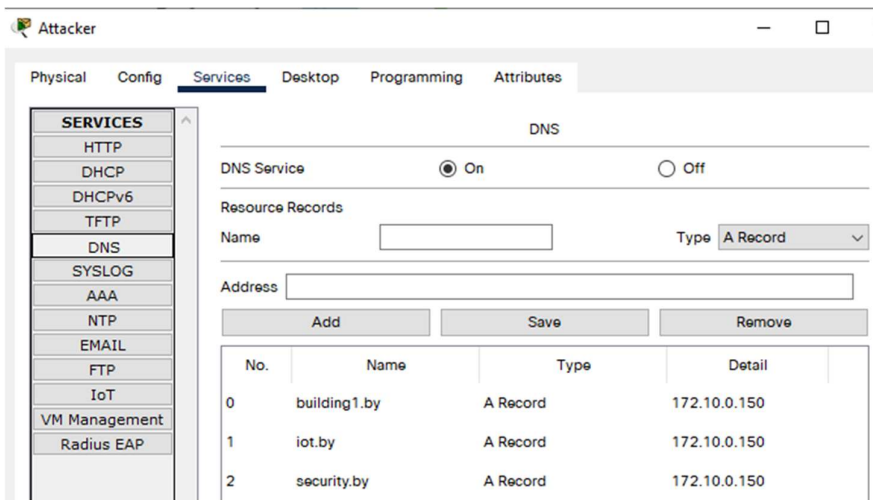 Attacker
Physical Config Services Desktop Programming Attributes
SERVICES
HTTP
DHCP
DHCPv6
TFTP
DNS
SYSLOG
AAA
NTP
EMAIL
FTP
IoT
VM Management
Radius EAP
DNS
DNS Service On Off
Resource Records
Name Type A Record
Address
Add Save Remove
No. Name Type Detail
0 building1.by A Record 172.10.0.150
1 iot.by A Record 172.10.0.150
2 security.by A Record 172.10.0.150